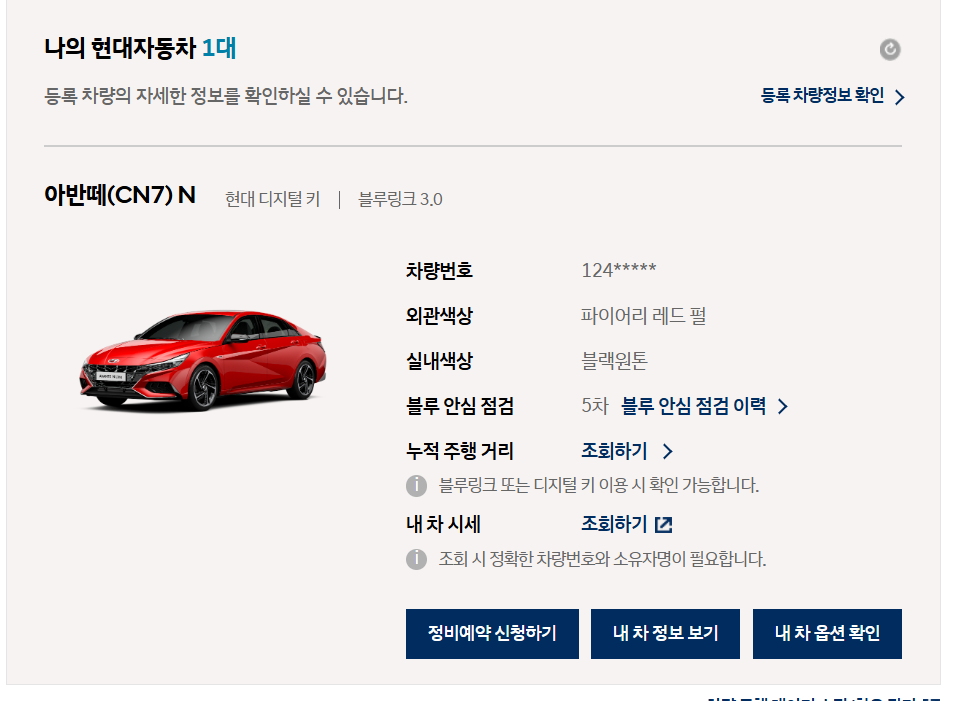 나의 현대자동차 1대
등록 차량의 자세한 정보를 확인하실 수 있습니다.
등록 차량정보 확인
아반떼(CN7) N 현대 디지털 키 | 블루링크 3.0
차량번호 124*****
외관색상 파이어리 레드 펄
실내색상 블랙원톤
블루 안심 점검 5차 블루 안심 점검 이력
누적 주행 거리 조회하기
블루링크 또는 디지털 키 이용 시 확인 가능합니다.
내 차 시세 조회하기
조회 시 정확한 차량번호와 소유자명이 필요합니다.
정비예약 신청하기 내 차 정보 보기 내 차 옵션 확인